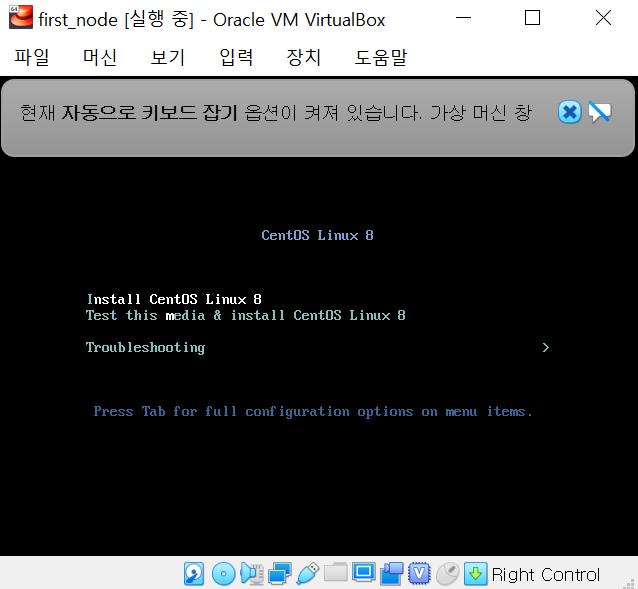 first_node [실행 중] - Oracle VM VirtualBox
파일 머신 보기 입력 장치 도움말
현재 자동으로 키보드 잡기 옵션이 켜져 있습니다. 가상 머신 창
CentOS Linux 8
Install CentOS Linux 8
Test this media & install CentOS Linux 8
Troubleshooting >
Press Tab for full configuration options on menu items.
Right Control